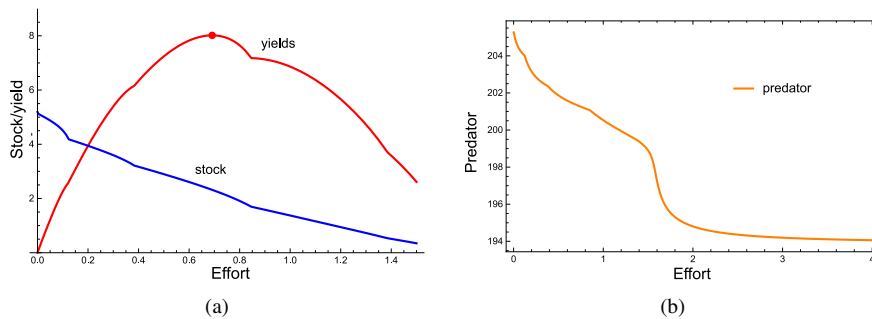 8
6
4
2
Stock/yield
yields
stock
0.0 0.2 0.4 0.6 0.8 1.0 1.2 1.4
Effort
(a)
204
202
200
198
196
194
Predator
predator
0 1 2 3 4
Effort
(b)